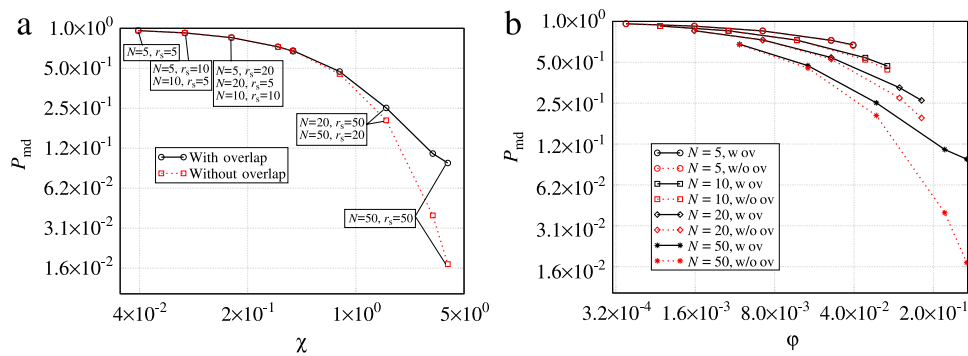 a
1.0×10⁰
5.0×10⁻¹
2.5×10⁻¹
1.2×10⁻¹
6.2×10⁻²
3.1×10⁻²
1.6×10⁻²
P_md
N=5, r_s=5
N=5, r_s=10
N=10, r_s=5
N=5, r_s=20
N=20, r_s=5
N=10, r_s=10
N=20, r_s=50
N=50, r_s=20
With overlap
Without overlap
N=50, r_s=50
4×10⁻²
2×10⁻¹
1×10⁰
5×10⁰
χ
b
1.0×10⁰
5.0×10⁻¹
2.5×10⁻¹
1.2×10⁻¹
6.2×10⁻²
3.1×10⁻²
1.6×10⁻²
P_md
N = 5, w ov
N = 5, w/o ov
N = 10, w ov
N = 10, w/o ov
N = 20, w ov
N = 20, w/o ov
N = 50, w ov
N = 50, w/o ov
3.2×10⁻⁴
1.6×10⁻³
8.0×10⁻³
4.0×10⁻²
2.0×10⁻¹
φ